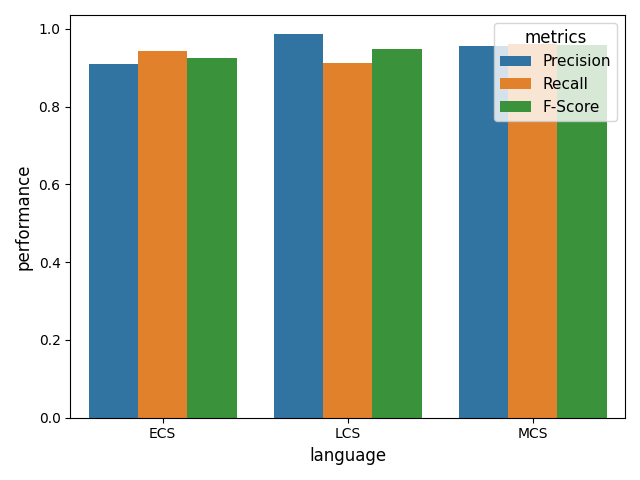 metrics
Precision
Recall
F-Score
performance
1.0
0.8
0.6
0.4
0.2
0.0
ECS LCS MCS
language